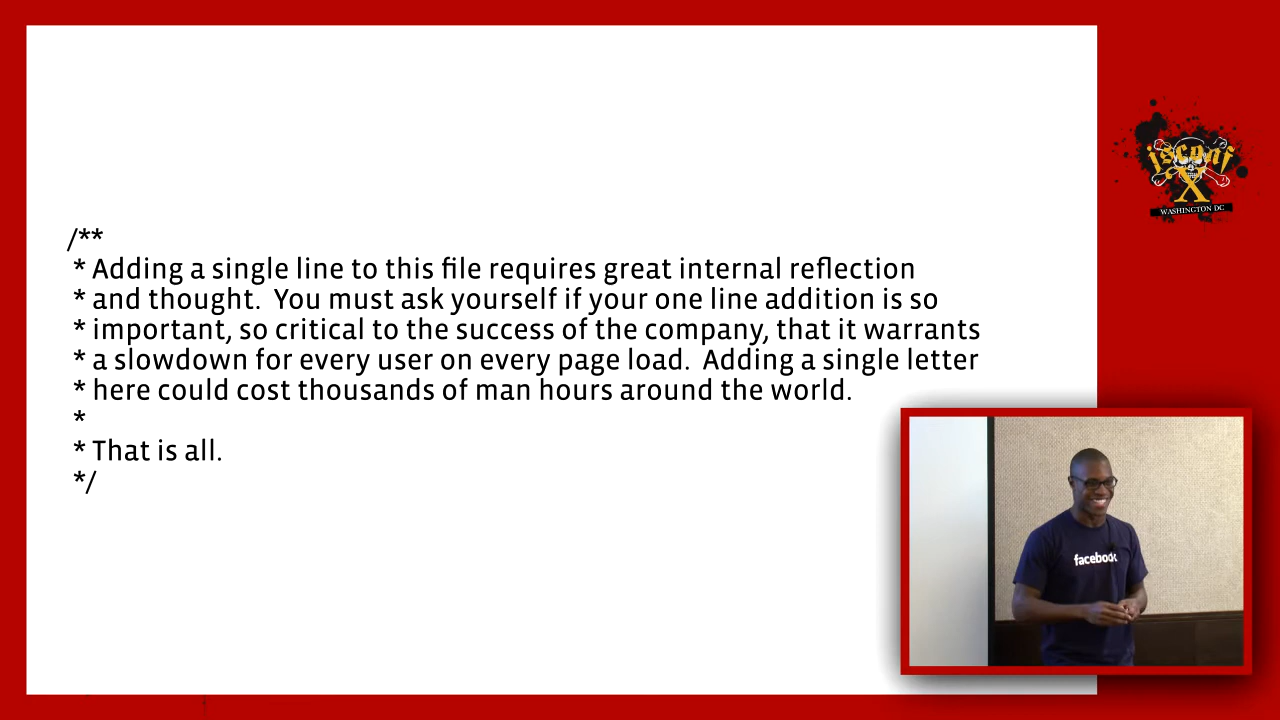 /**
* Adding a single line to this file requires great internal reflection
* and thought.  You must ask yourself if your one line addition is so
* important, so critical to the success of the company, that it warrants
* a slowdown for every user on every page load.  Adding a single letter
* here could cost thousands of man hours around the world.
*
* That is all.
*/
jsconf
X
WASHINGTON DC
facebook